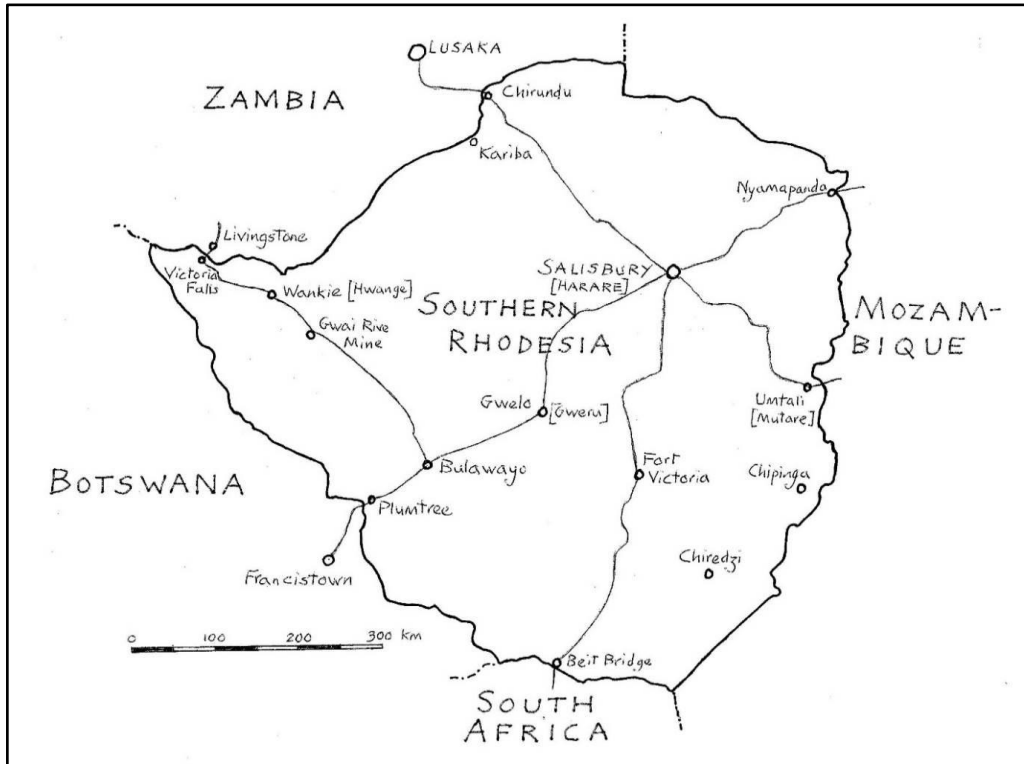 LUSAKA
ZAMBIA
Chirundu
Kariba
Nyamapanda
Livingstone
Victoria
Falls
SALISBURY
[HARARE]
Wankie [Hwange]
SOUTHERN
RHODESIA
MOZAM-
BIQUE
Gwai Rive
Mine
Gwelo
[Gweru]
Umtali
[Mutare]
Bulawayo
Fort
Victoria
Chipinga
BOTSWANA
Plumtree
Chiredzi
Francistown
0 100 200 300 km
Beit Bridge
SOUTH
AFRICA